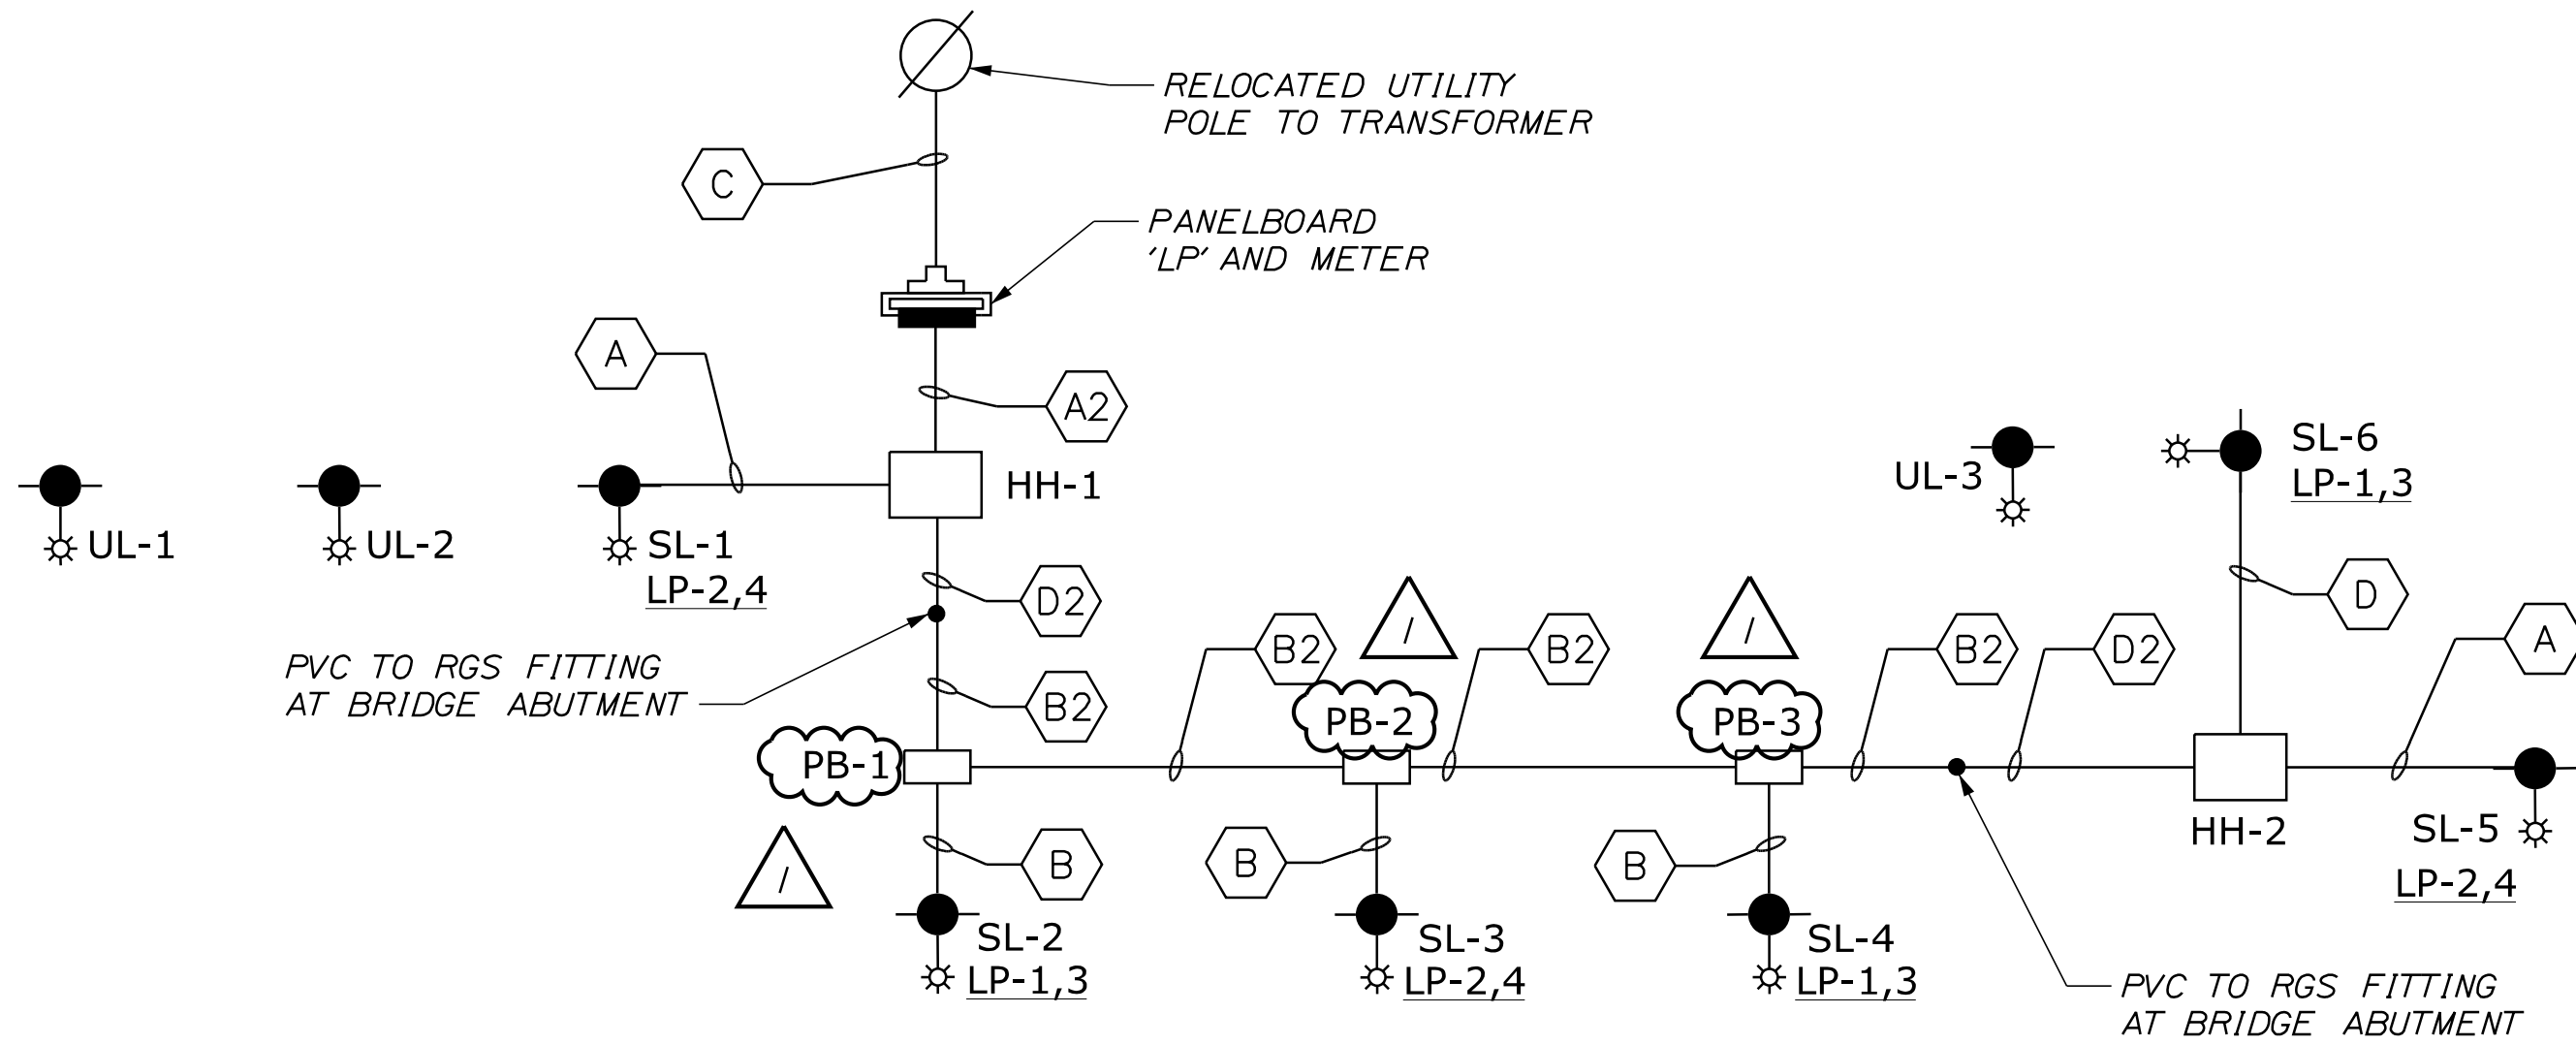 RELOCATED UTILITY
POLE TO TRANSFORMER
C
PANELBOARD
'LP' AND METER
A
A2
HH-1
UL-1
UL-2
SL-1
LP-2,4
UL-3
SL-6
LP-1,3
D2
D
PVC TO RGS FITTING
AT BRIDGE ABUTMENT
B2
B2
1
B2
1
B2
D2
A
PB-1
PB-2
PB-3
HH-2
SL-5
LP-2,4
1
B
B
B
SL-2
LP-1,3
SL-3
LP-2,4
SL-4
LP-1,3
PVC TO RGS FITTING
AT BRIDGE ABUTMENT